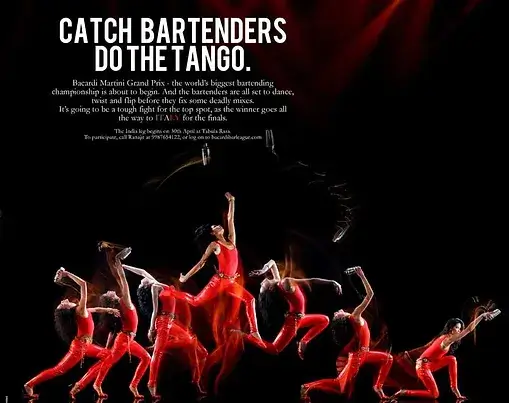 CATCH BARTENDERS
DO THE TANGO.
Bacardi Martini Grand Prix - the world's biggest bartending
championship is about to begin. And the bartenders are all set to dance,
twist and flip before they fix some deadly mixes.
It's going to be a tough fight for the top spot, as the winner goes all
the way to ITALY for the finals.
The India leg begins on 30th April at Tabula Rasa.
To participate, call Ranajit at 9987654122, or log on to bacardibarleague.com